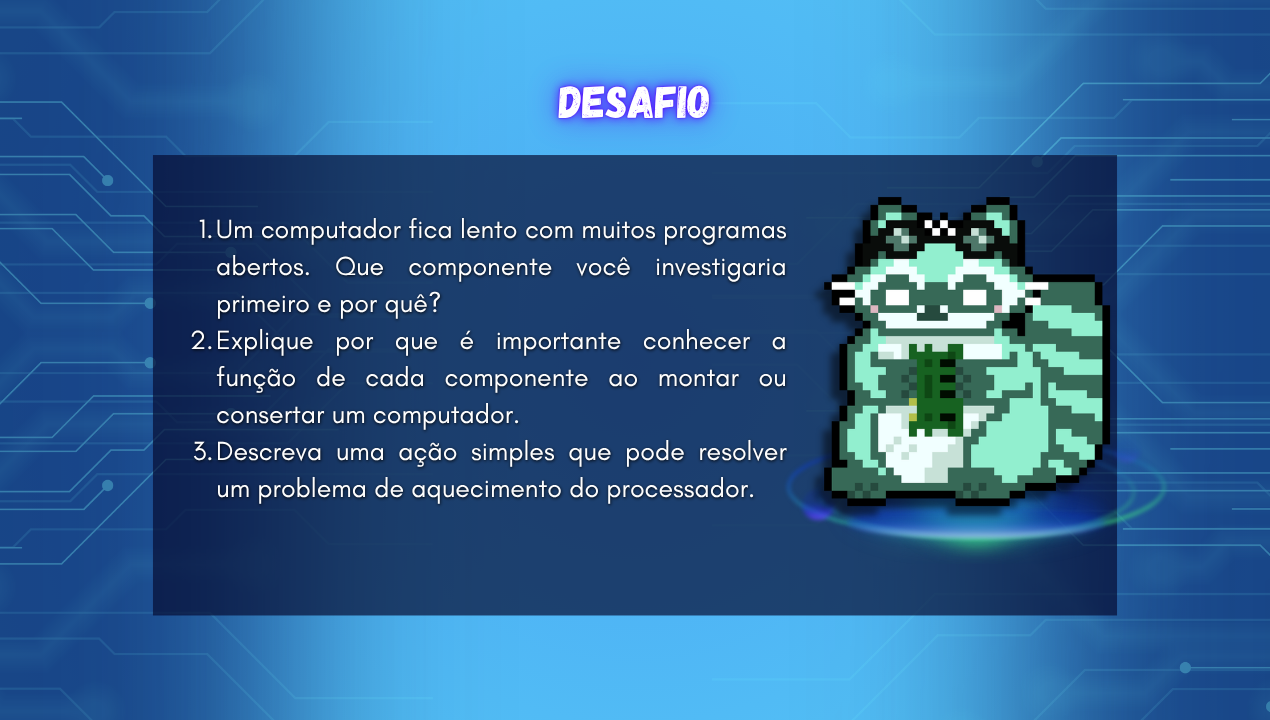 DESAFIO
1. Um computador fica lento com muitos programas
abertos. Que componente você investigaria
primeiro e por quê?
2. Explique por que é importante conhecer a
função de cada componente ao montar ou
consertar um computador.
3. Descreva uma ação simples que pode resolver
um problema de aquecimento do processador.